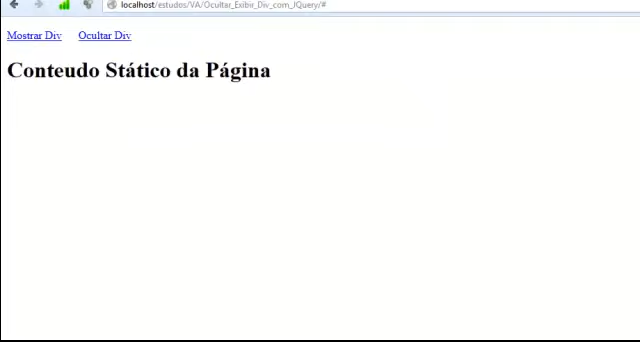 localhost/estudos/VA/Ocultar_Exibir_Div_com_JQuery/#
Mostrar Div Ocultar Div
Conteudo Stático da Página